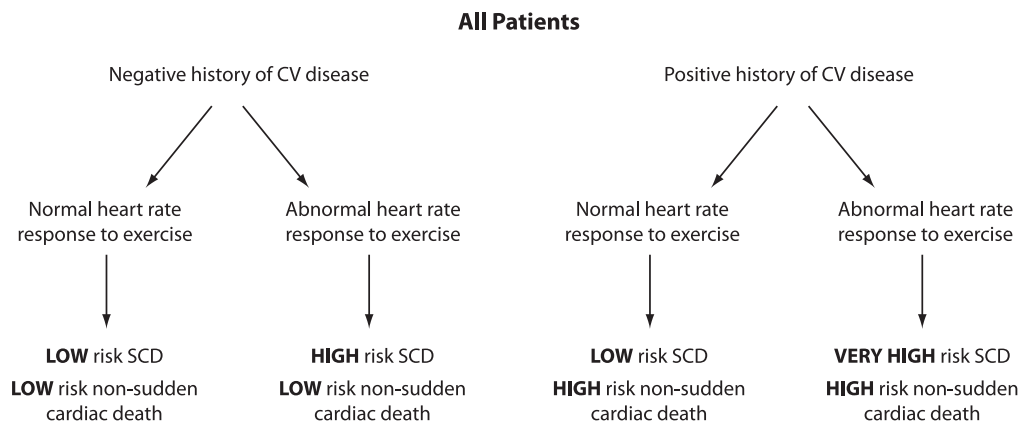 All Patients
Negative history of CV disease
Positive history of CV disease
Normal heart rate
response to exercise
Abnormal heart rate
response to exercise
Normal heart rate
response to exercise
Abnormal heart rate
response to exercise
LOW risk SCD
LOW risk non-sudden
cardiac death
HIGH risk SCD
LOW risk non-sudden
cardiac death
LOW risk SCD
HIGH risk non-sudden
cardiac death
VERY HIGH risk SCD
HIGH risk non-sudden
cardiac death